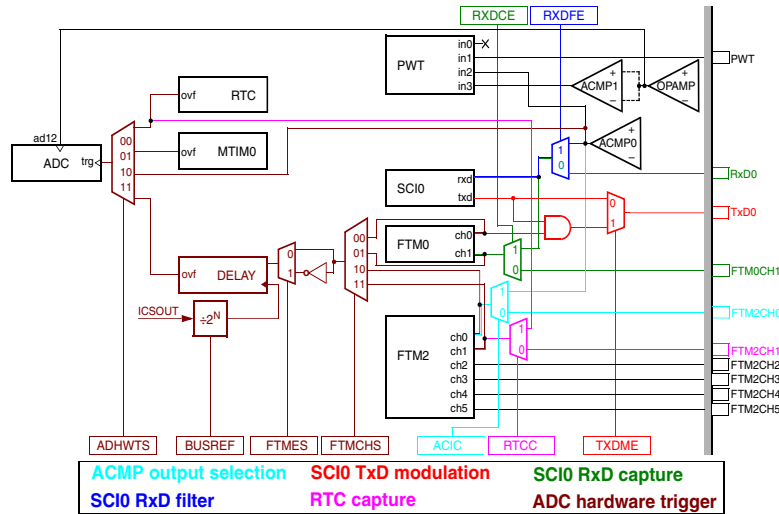 RXDCE RXDFE
in0
in1
PWT
in2
in3
PWT
+
ACMP1
−
+
OPAMP
−
ovf RTC
ad12
ADC
trg
00
01
10
11
ovf MTIM0
+
ACMP0
−
1
0
RxD0
SCI0
rxd
txd
0
1
TxD0
FTM0
ch0
ch1
00
01
10
11
0
1
1
0
FTM0CH1
ovf DELAY
ICSOUT
÷2N
1
0
FTM2CH0
FTM2
ch0
ch1
ch2
ch3
ch4
ch5
1
0
FTM2CH1
FTM2CH2
FTM2CH3
FTM2CH4
FTM2CH5
ADHWTS BUSREF FTMES FTMCHS ACIC RTCC TXDME
ACMP output selection SCI0 TxD modulation SCI0 RxD capture
SCI0 RxD filter RTC capture ADC hardware trigger